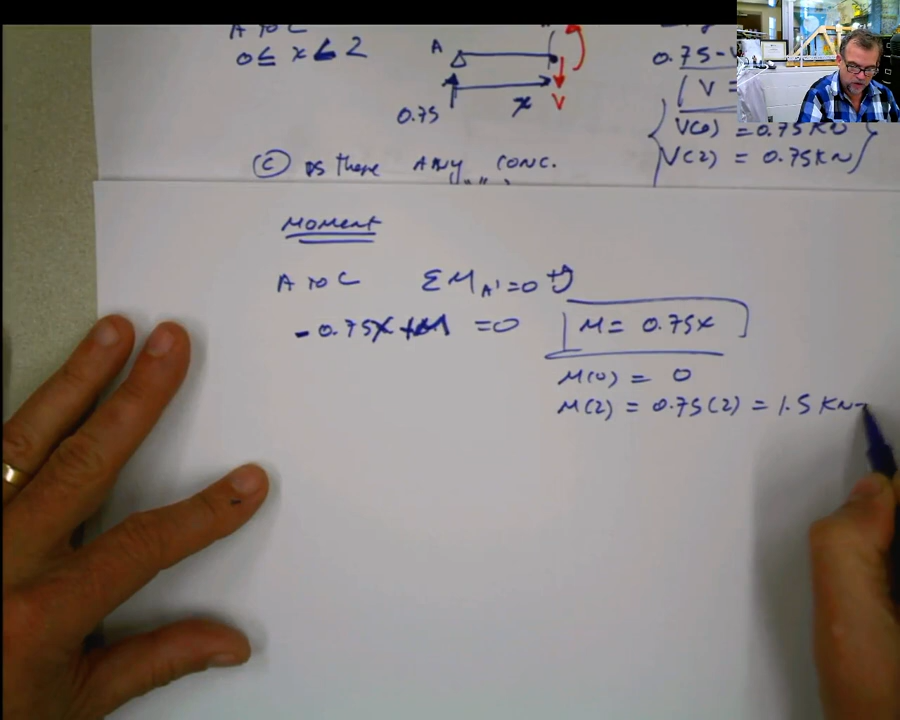 A TO C
0 ≤ x < 2
A
0.75
x
V
0.75 -
V =
V(0) = 0.75 KN
V(2) = 0.75 KN
(C) is there Any conc.
Moment
A TO C ΣM A' = 0
- 0.75x + M = 0
M = 0.75x
M(0) = 0
M(2) = 0.75(2) = 1.5 KN-